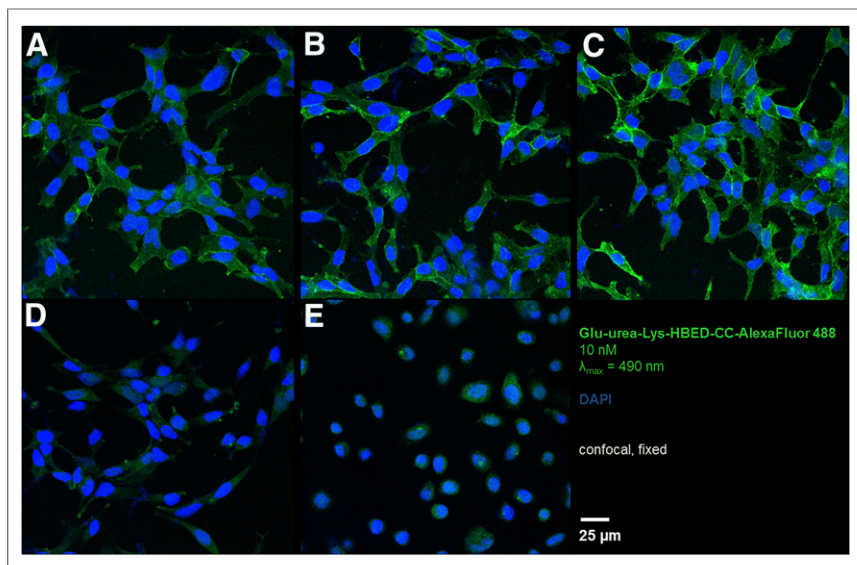 A
B
C
D
E
Glu-urea-Lys-HBED-CC-AlexaFluor 488
10 nM
λmax = 490 nm
DAPI
confocal, fixed
25 µm